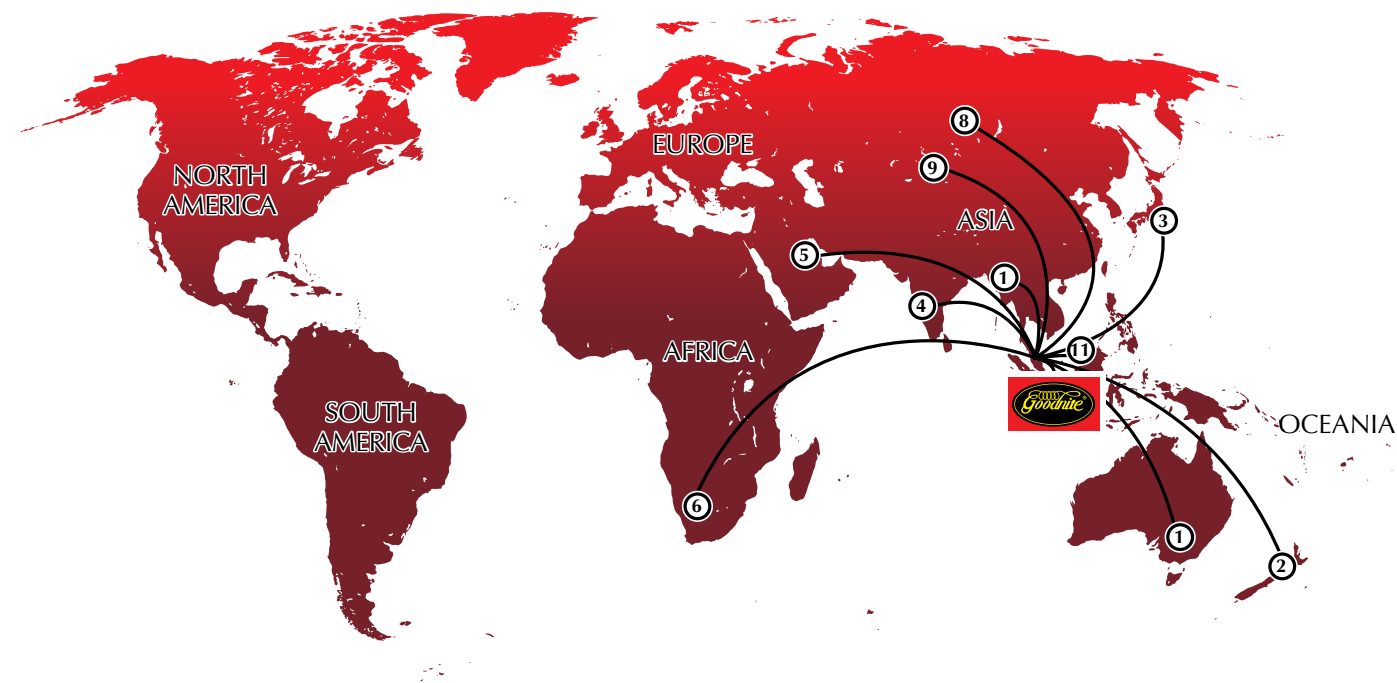 8
EUROPE
9
NORTH
AMERICA
ASIA
3
5
1
4
AFRICA
11
Goodnite®
SOUTH
AMERICA
OCEANIA
6
1
2